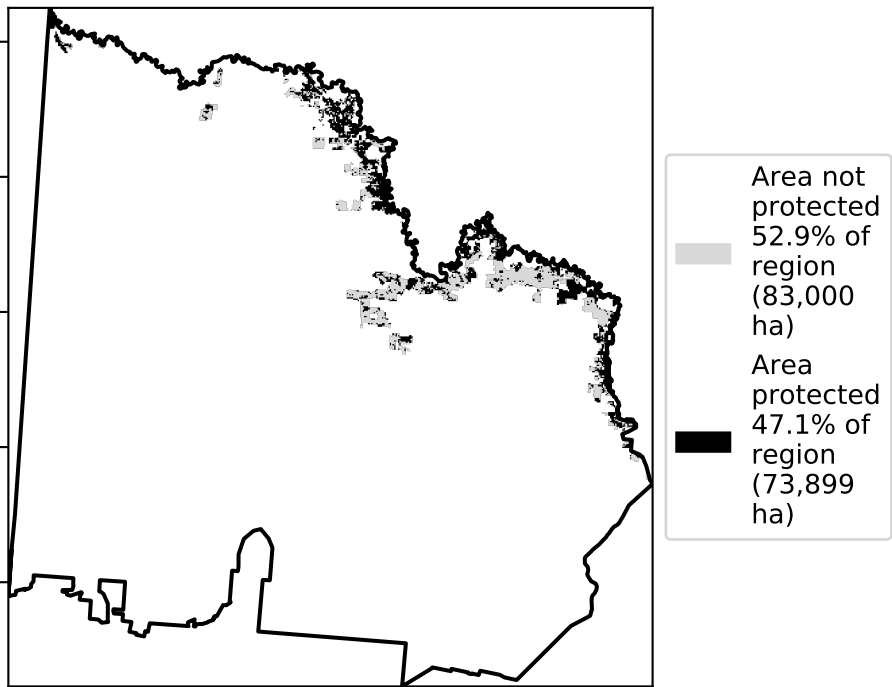 Area not
protected
52.9% of
region
(83,000
ha)
Area
protected
47.1% of
region
(73,899
ha)